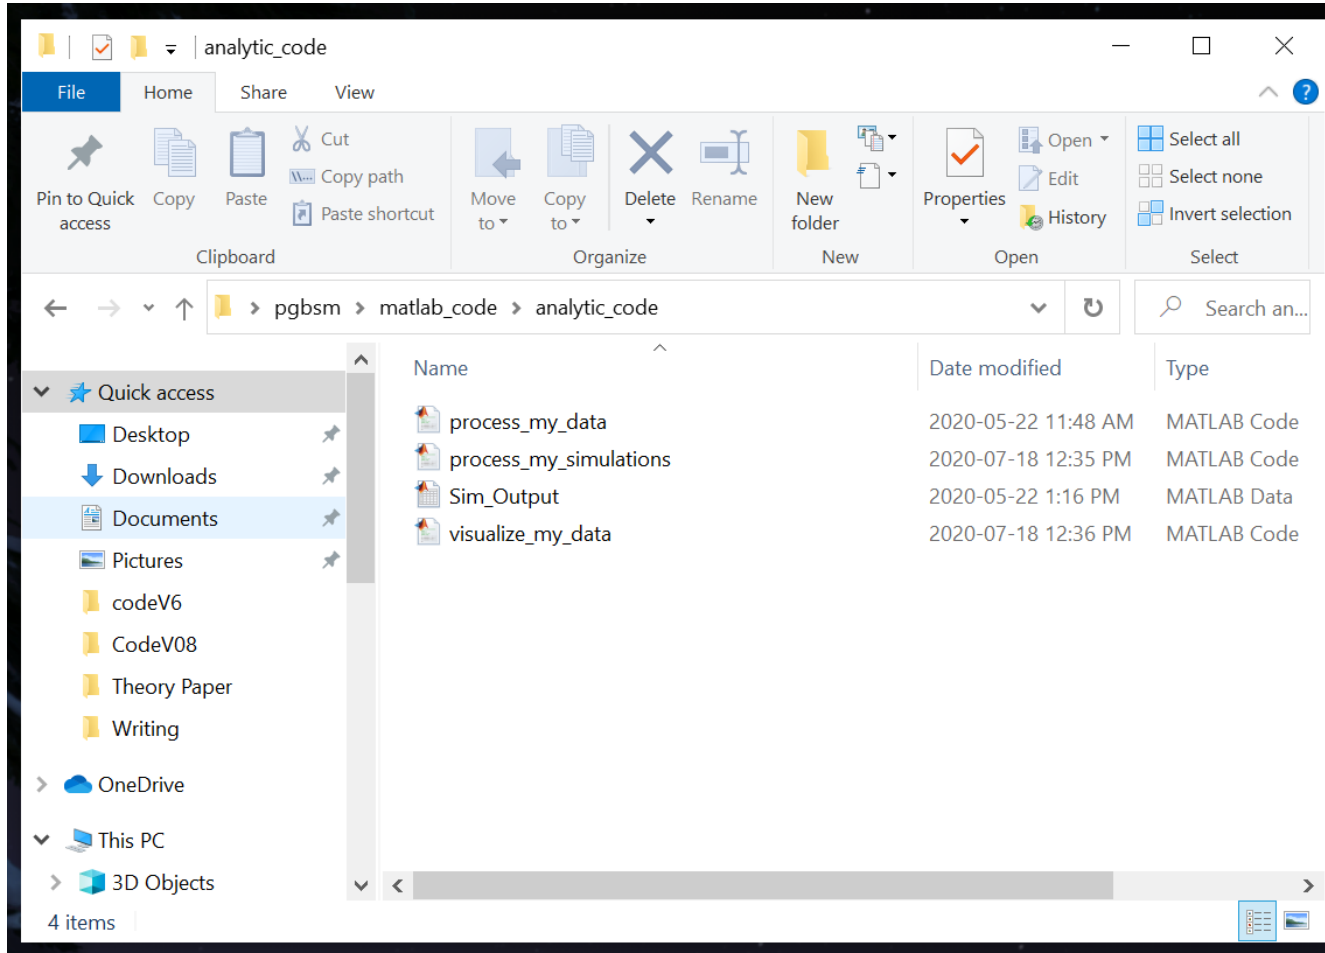 analytic_code
File Home Share View
Pin to Quick access
Copy
Paste
Cut
Copy path
Paste shortcut
Clipboard
Move to
Copy to
Delete
Rename
Organize
New folder
New
Properties
Open
Edit
History
Open
Select all
Select none
Invert selection
Select
pgbsm > matlab_code > analytic_code
Search an...
Quick access
Desktop
Downloads
Documents
Pictures
codeV6
CodeV08
Theory Paper
Writing
OneDrive
This PC
3D Objects
Name Date modified Type
process_my_data 2020-05-22 11:48 AM MATLAB Code
process_my_simulations 2020-07-18 12:35 PM MATLAB Code
Sim_Output 2020-05-22 1:16 PM MATLAB Data
visualize_my_data 2020-07-18 12:36 PM MATLAB Code
4 items